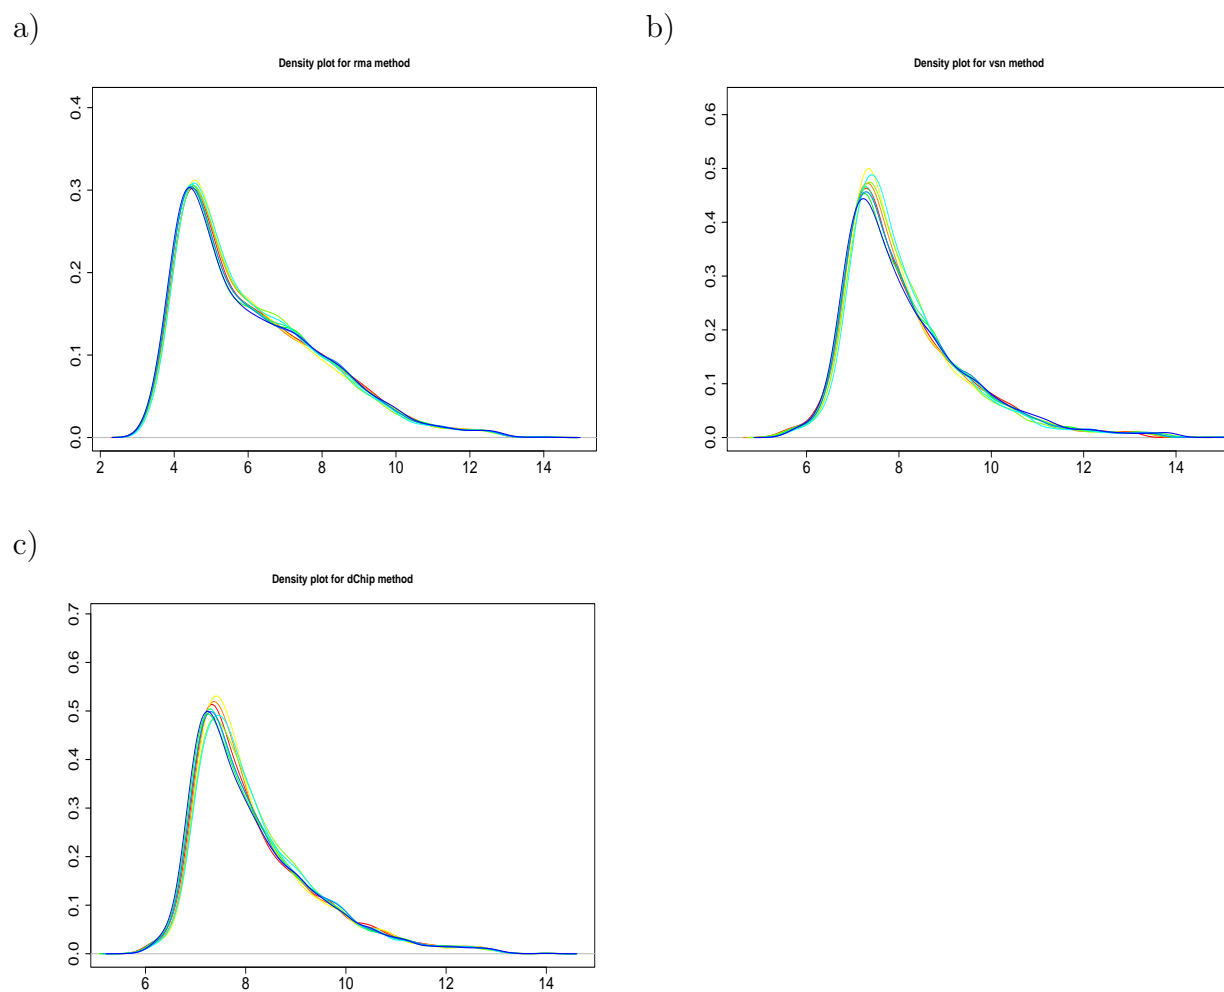 a)
Density plot for rma method
0.4
0.3
0.2
0.1
0.0
2 4 6 8 10 12 14
b)
Density plot for vsn method
0.6
0.5
0.4
0.3
0.2
0.1
0.0
6 8 10 12 14
c)
Density plot for dChip method
0.7
0.6
0.5
0.4
0.3
0.2
0.1
0.0
6 8 10 12 14